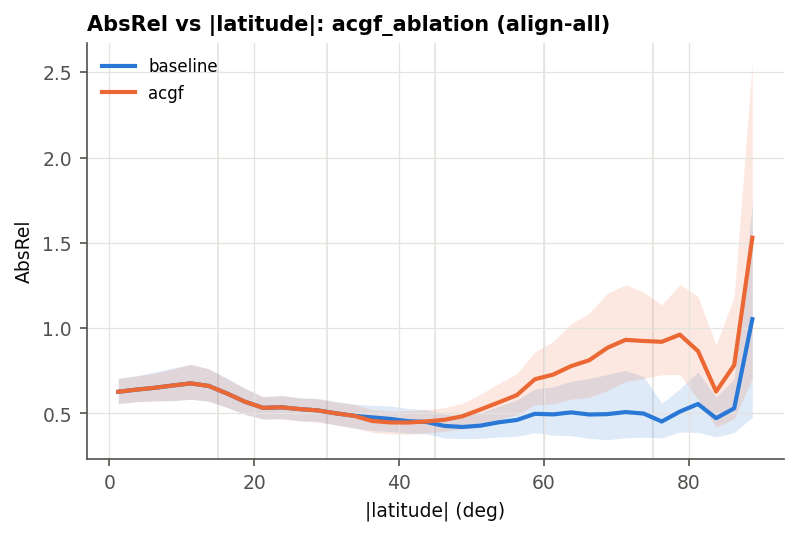 AbsRel vs |latitude|: acgf_ablation (align-all)
baseline
acgf
2.5
2.0
1.5
1.0
0.5
AbsRel
0 20 40 60 80
|latitude| (deg)